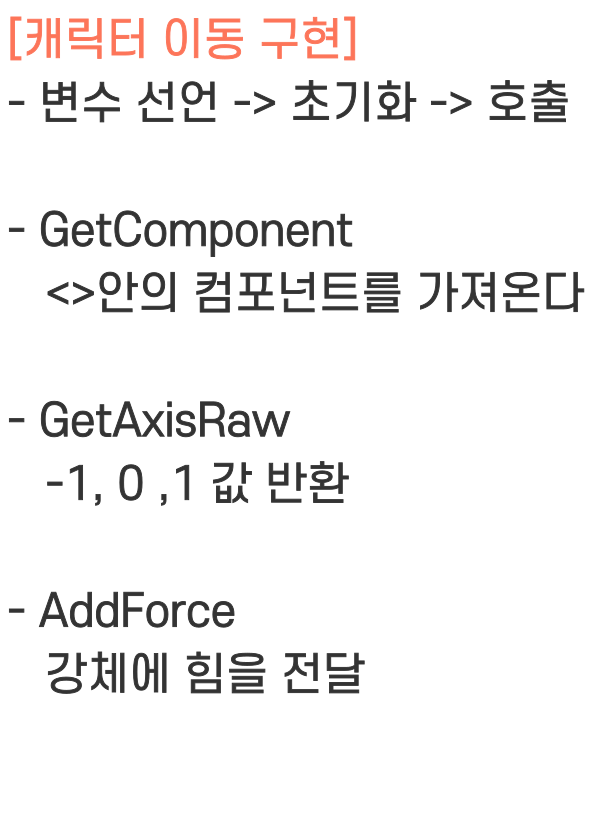 [캐릭터 이동 구현]
- 변수 선언 -> 초기화 -> 호출
- GetComponent
<>안의 컴포넌트를 가져온다
- GetAxisRaw
-1, 0 ,1 값 반환
- AddForce
강체에 힘을 전달